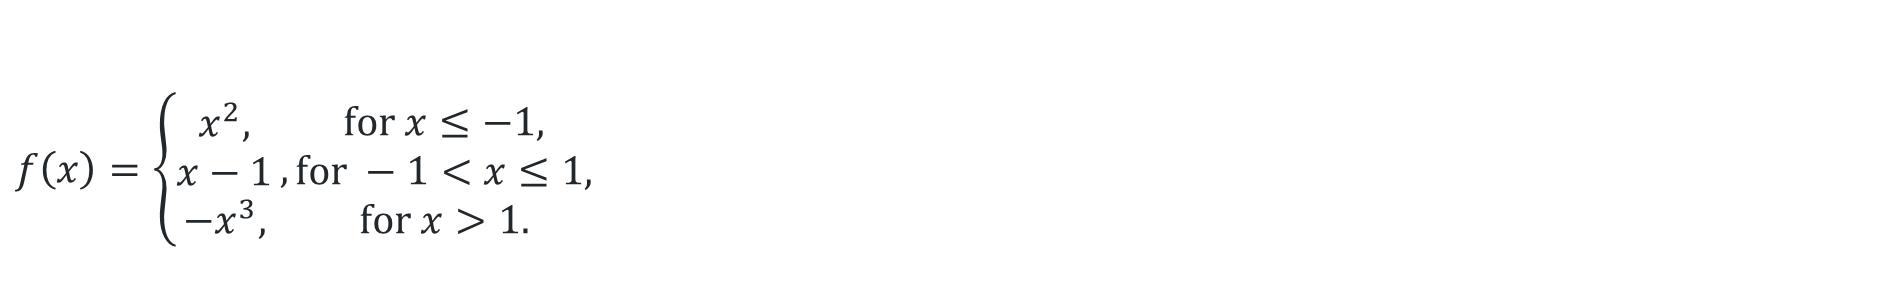 x², for x ≤ −1,
f(x) = { x − 1 , for − 1 < x ≤ 1,
−x³, for x > 1.